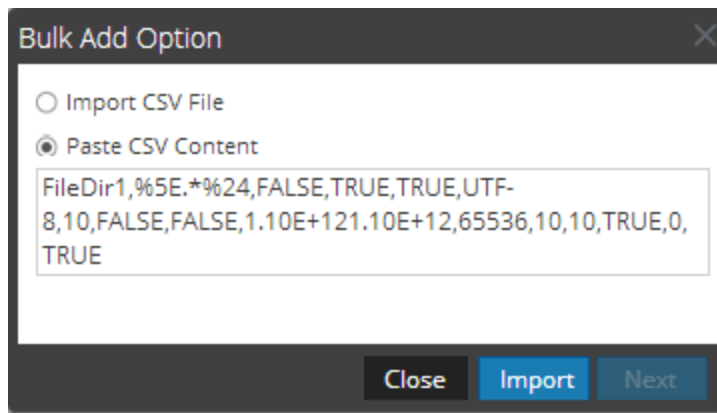 Bulk Add Option
Import CSV File
Paste CSV Content
FileDir1,%5E.*%24,FALSE,TRUE,TRUE,UTF-
8,10,FALSE,FALSE,1.10E+121.10E+12,65536,10,10,TRUE,0,
TRUE
Close Import Next